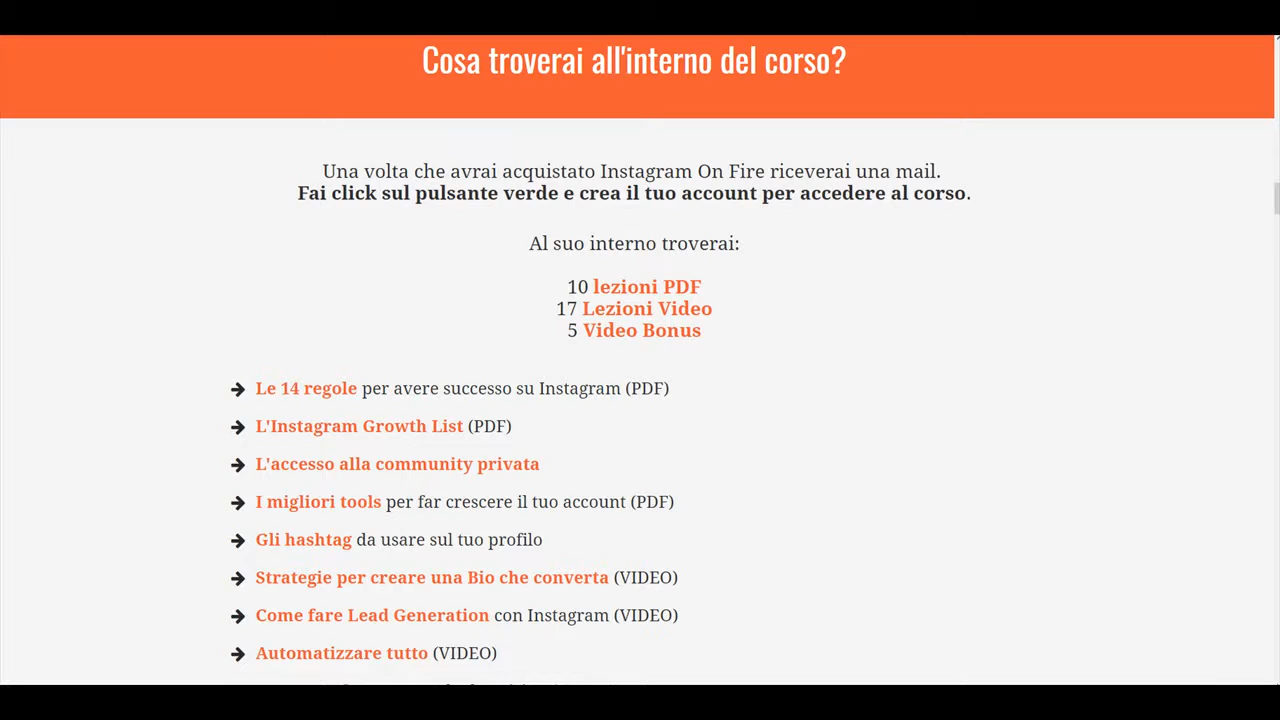 Cosa troverai all'interno del corso?
Una volta che avrai acquistato Instagram On Fire riceverai una mail.
Fai click sul pulsante verde e crea il tuo account per accedere al corso.
Al suo interno troverai:
10 lezioni PDF
17 Lezioni Video
5 Video Bonus
Le 14 regole per avere successo su Instagram (PDF)
L'Instagram Growth List (PDF)
L'accesso alla community privata
I migliori tools per far crescere il tuo account (PDF)
Gli hashtag da usare sul tuo profilo
Strategie per creare una Bio che converta (VIDEO)
Come fare Lead Generation con Instagram (VIDEO)
Automatizzare tutto (VIDEO)